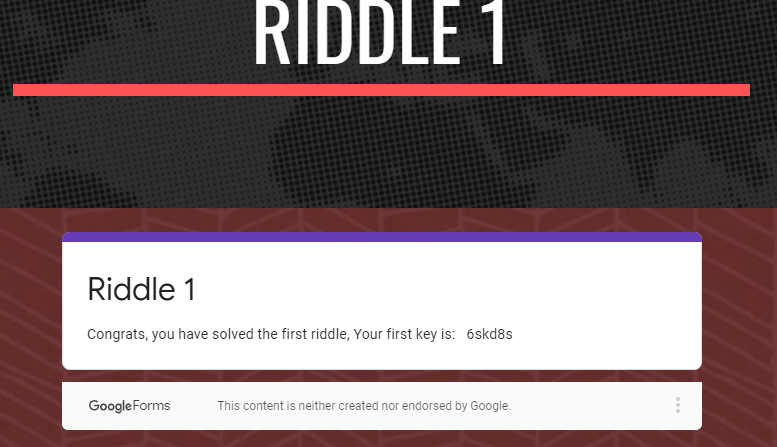 RIDDLE 1
Riddle 1
Congrats, you have solved the first riddle, Your first key is: 6skd8s
Google Forms
This content is neither created nor endorsed by Google.